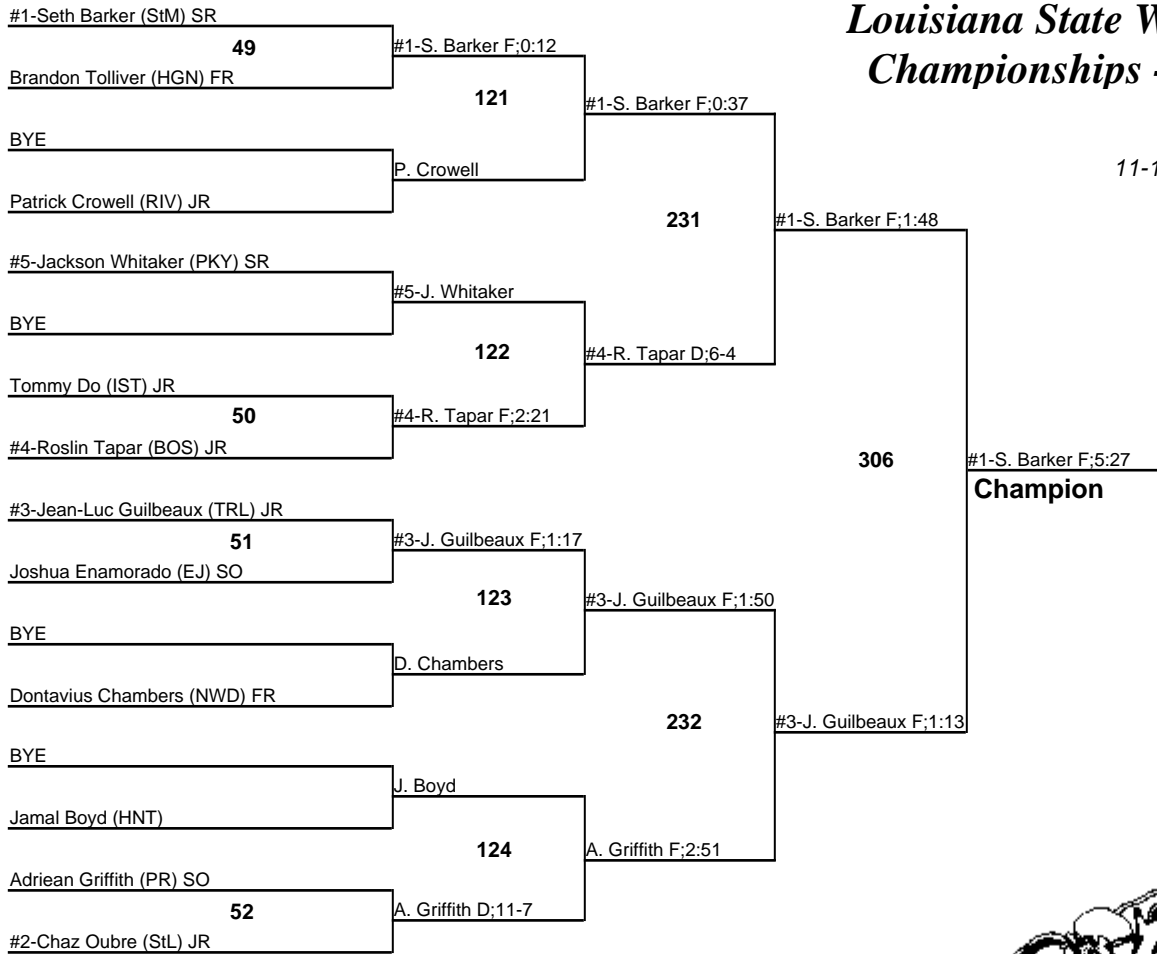 #1-Seth Barker (StM) SR
49
Brandon Tolliver (HGN) FR
#1-S. Barker F;0:12
121
BYE
Patrick Crowell (RIV) JR
P. Crowell
#1-S. Barker F;0:37
231
#5-Jackson Whitaker (PKY) SR
BYE
#5-J. Whitaker
122
Tommy Do (IST) JR
50
#4-Roslin Tapar (BOS) JR
#4-R. Tapar F;2:21
#4-R. Tapar D;6-4
#1-S. Barker F;1:48
306
#3-Jean-Luc Guilbeaux (TRL) JR
51
Joshua Enamorado (EJ) SO
#3-J. Guilbeaux F;1:17
123
BYE
Dontavius Chambers (NWD) FR
D. Chambers
#3-J. Guilbeaux F;1:50
232
BYE
Jamal Boyd (HNT)
J. Boyd
124
Adriean Griffith (PR) SO
52
#2-Chaz Oubre (StL) JR
A. Griffith D;11-7
A. Griffith F;2:51
#3-J. Guilbeaux F;1:13
#1-S. Barker F;5:27
Champion
Louisiana State W
Championships -
11-1